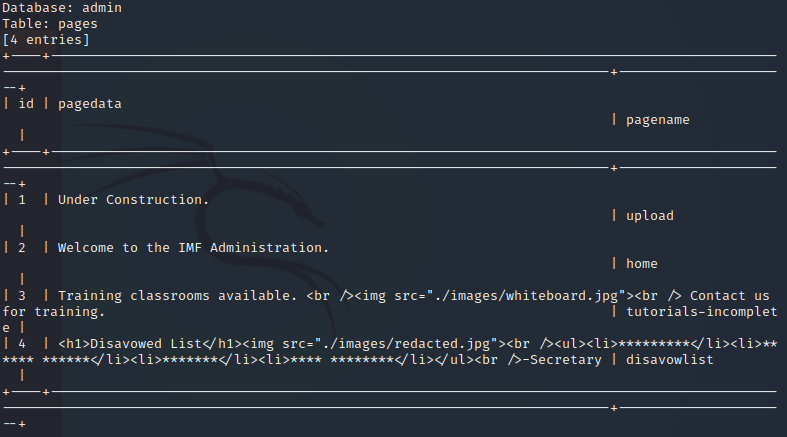 Database: admin
Table: pages
[4 entries]
+----+---------------------------------------------------------------------------------------------
-----------------------------------------------------------------------------+--------------------
--+
| id | pagedata
| pagename
|
+----+---------------------------------------------------------------------------------------------
-----------------------------------------------------------------------------+--------------------
--+
| 1 | Under Construction.
| upload
|
| 2 | Welcome to the IMF Administration.
| home
|
| 3 | Training classrooms available. <br /><img src="./images/whiteboard.jpg"><br /> Contact us
for training. | tutorials-incomplet
e |
| 4 | <h1>Disavowed List</h1><img src="./images/redacted.jpg"><br /><ul><li>*********</li><li>**
**** ******</li><li>*******</li><li>**** ********</li></ul><br />-Secretary | disavowlist
|
+----+---------------------------------------------------------------------------------------------
-----------------------------------------------------------------------------+--------------------
--+